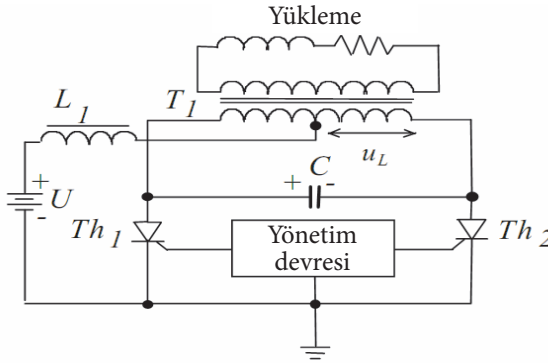 Yükleme
L1
T1
uL
C
+ -
+
U
-
Th1
Th2
Yönetim
devresi